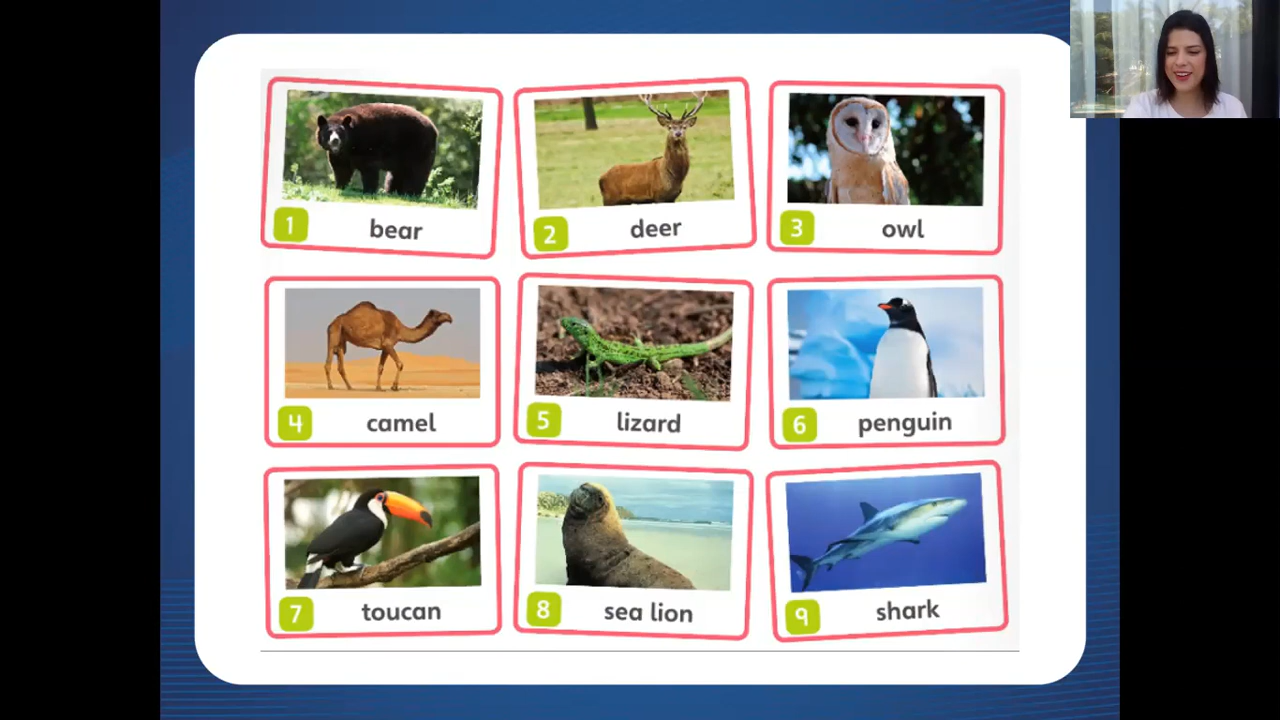 1 bear
2 deer
3 owl
4 camel
5 lizard
6 penguin
7 toucan
8 sea lion
9 shark